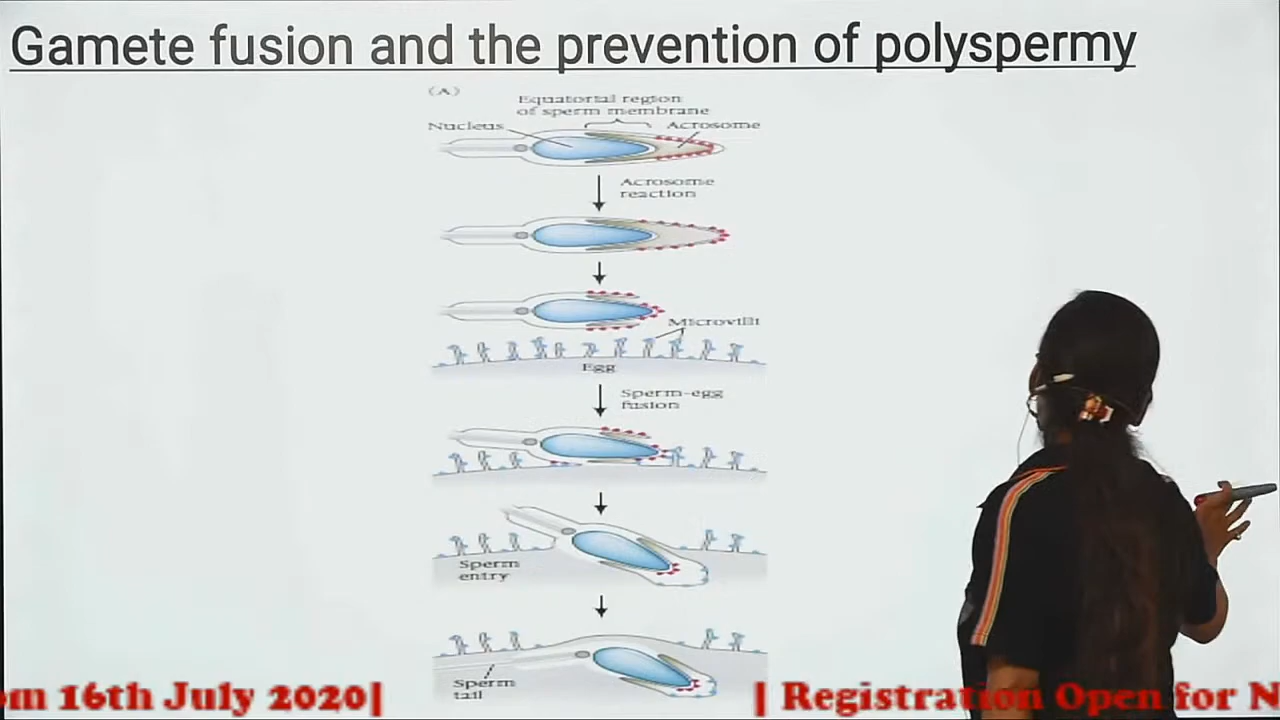 Gamete fusion and the prevention of polyspermy
(A)
Equatorial region
of sperm membrane
Nucleus
Acrosome
Acrosome
reaction
Microvilli
Egg
Sperm-egg
fusion
Sperm
entry
Sperm
tail
16th July 2020|
| Registration Open for